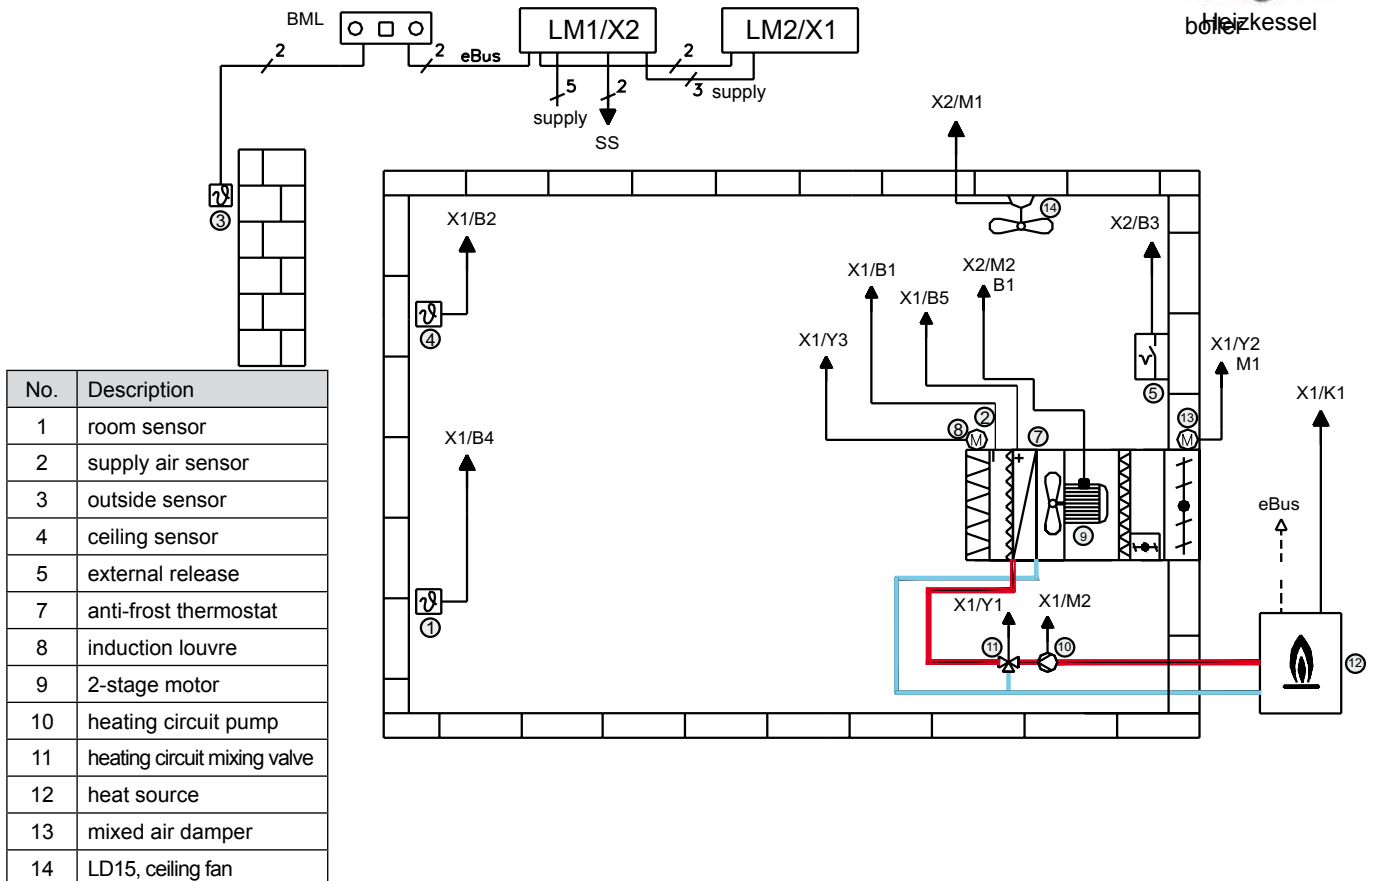 boiler
Heizkessel
BML
LM1/X2
LM2/X1
2
2
eBus
5
supply
2
SS
2
3 supply
X2/M1
3
X1/B2
4
X1/B4
1
14
X2/B3
X1/B1
X2/M2
B1
X1/B5
X1/Y3
5
X1/Y2
M1
X1/K1
2
8
M
7
13
M
+
9
eBus
X1/Y1
X1/M2
11
10
12
No. Description
1 room sensor
2 supply air sensor
3 outside sensor
4 ceiling sensor
5 external release
7 anti-frost thermostat
8 induction louvre
9 2-stage motor
10 heating circuit pump
11 heating circuit mixing valve
12 heat source
13 mixed air damper
14 LD15, ceiling fan